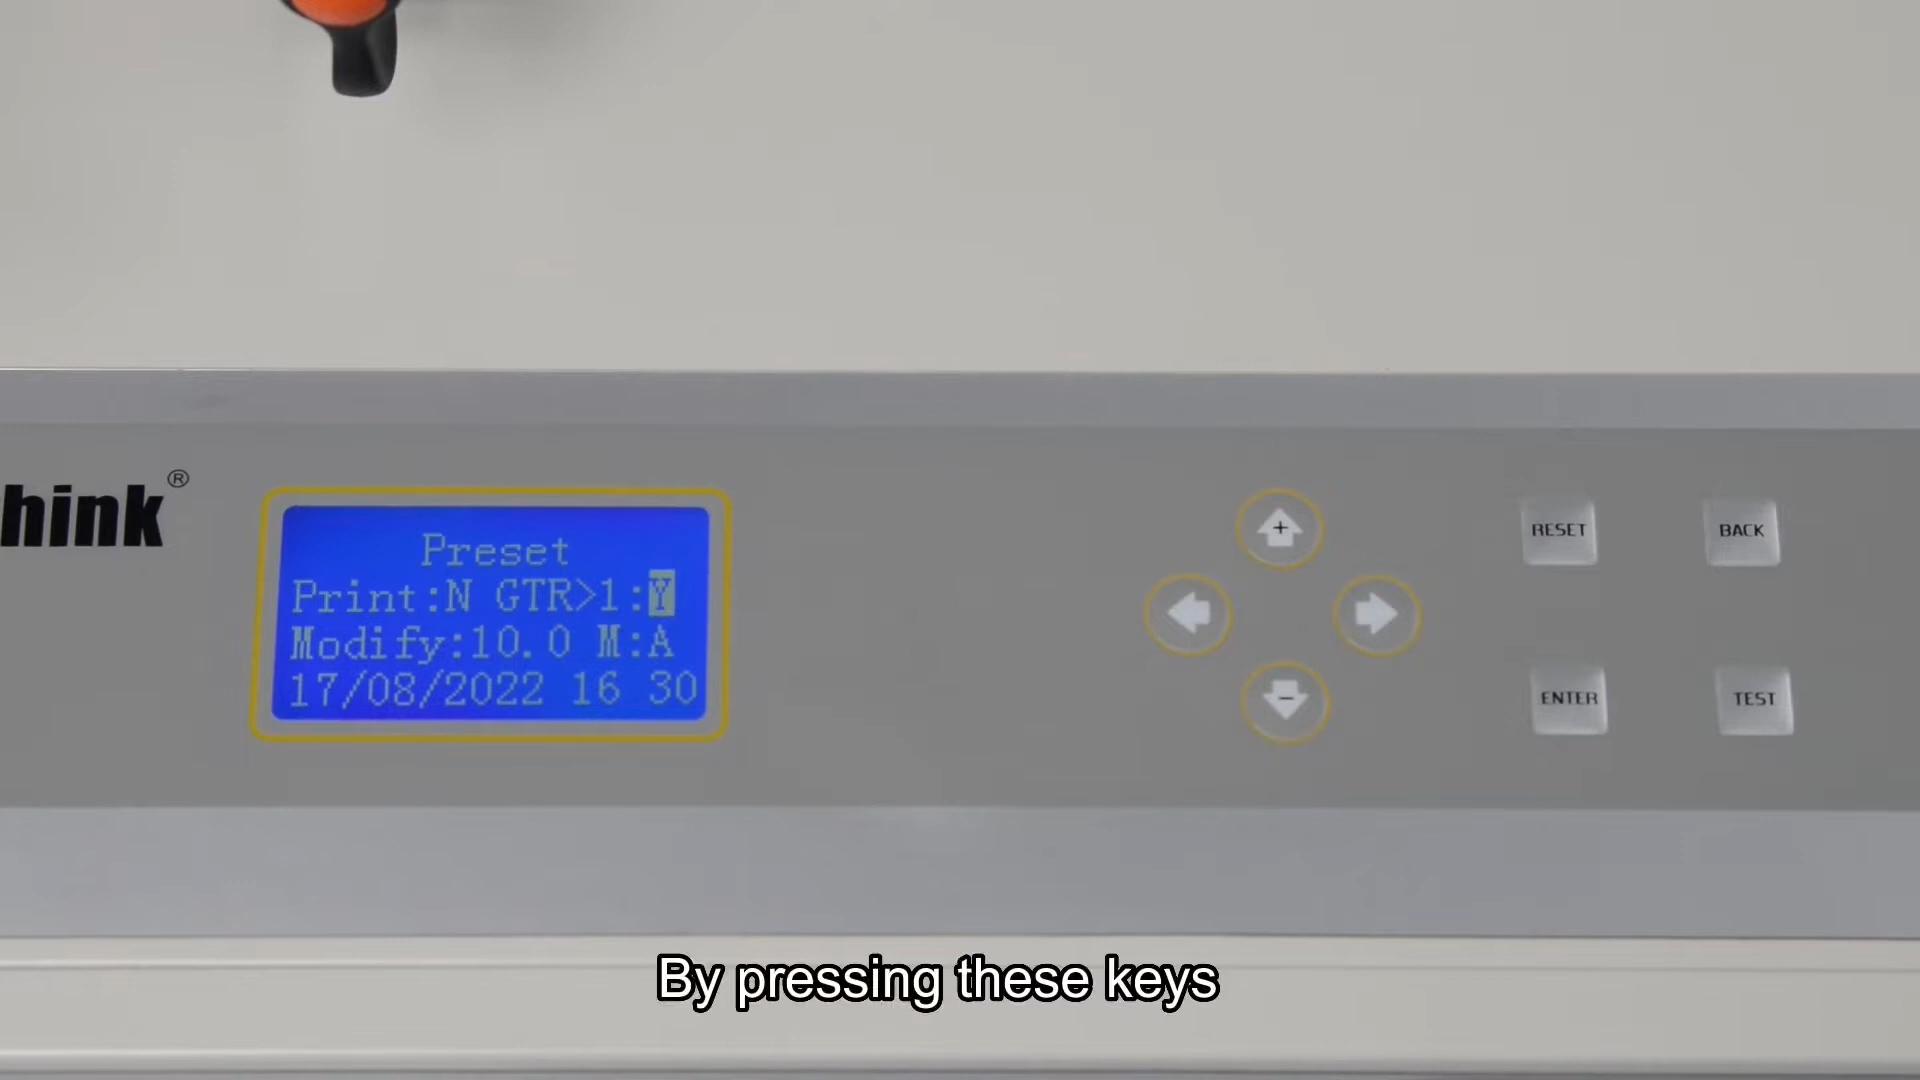 hink®
Preset
Print:N GTR>1:Y
Modify:10.0 M:A
17/08/2022 16 30
+
-
RESET
BACK
ENTER
TEST
By pressing these keys